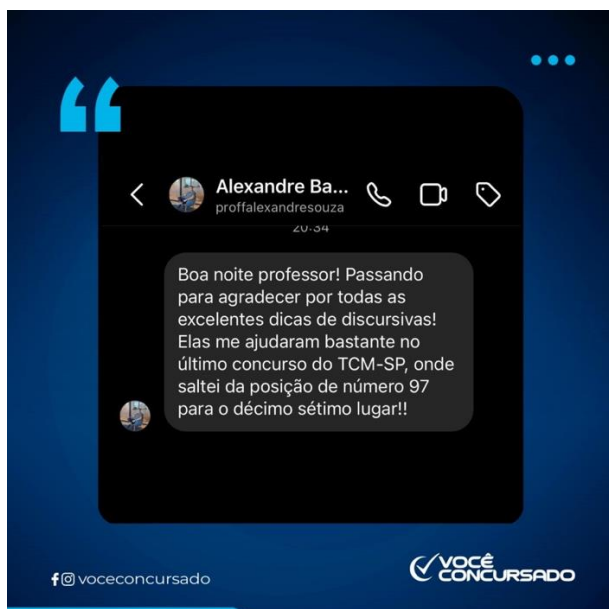 Alexandre Ba...
proffalexandresouza
20:34
Boa noite professor! Passando
para agradecer por todas as
excelentes dicas de discursivas!
Elas me ajudaram bastante no
último concurso do TCM-SP, onde
saltei da posição de número 97
para o décimo sétimo lugar!!
voceconcursado
VOCÊ
CONCURSADO